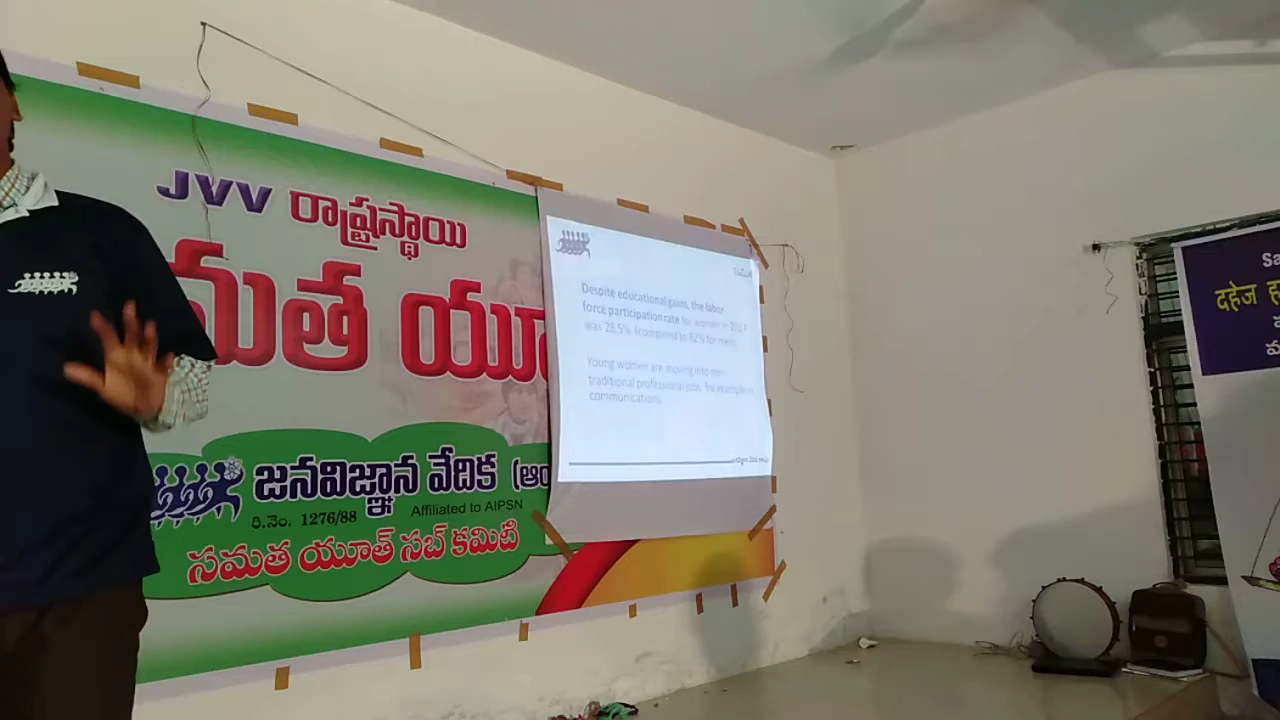 JVV రాష్ట్రస్థాయి
మత యూ
జనవిజ్ఞాన వేదిక (ఆం
రి.నెం. 1276/88
Affiliated to AIPSN
సమత యూత్ సబ్ కమిటి
Despite educational gains, the labor
force participation rate for women in 2017
was 28.5% (compared to 82% for men).
Young women are moving into non-
traditional professional jobs, for example in
communications.
Sa
दहेज ह